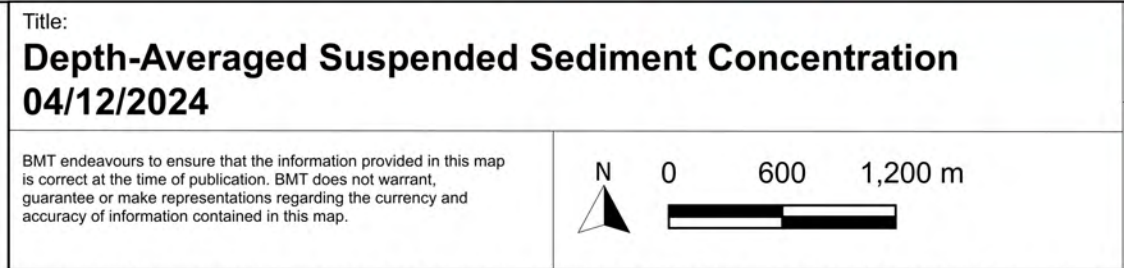 Title:
Depth-Averaged Suspended Sediment Concentration
04/12/2024
BMT endeavours to ensure that the information provided in this map
is correct at the time of publication. BMT does not warrant,
guarantee or make representations regarding the currency and
accuracy of information contained in this map.
N
0 600 1,200 m